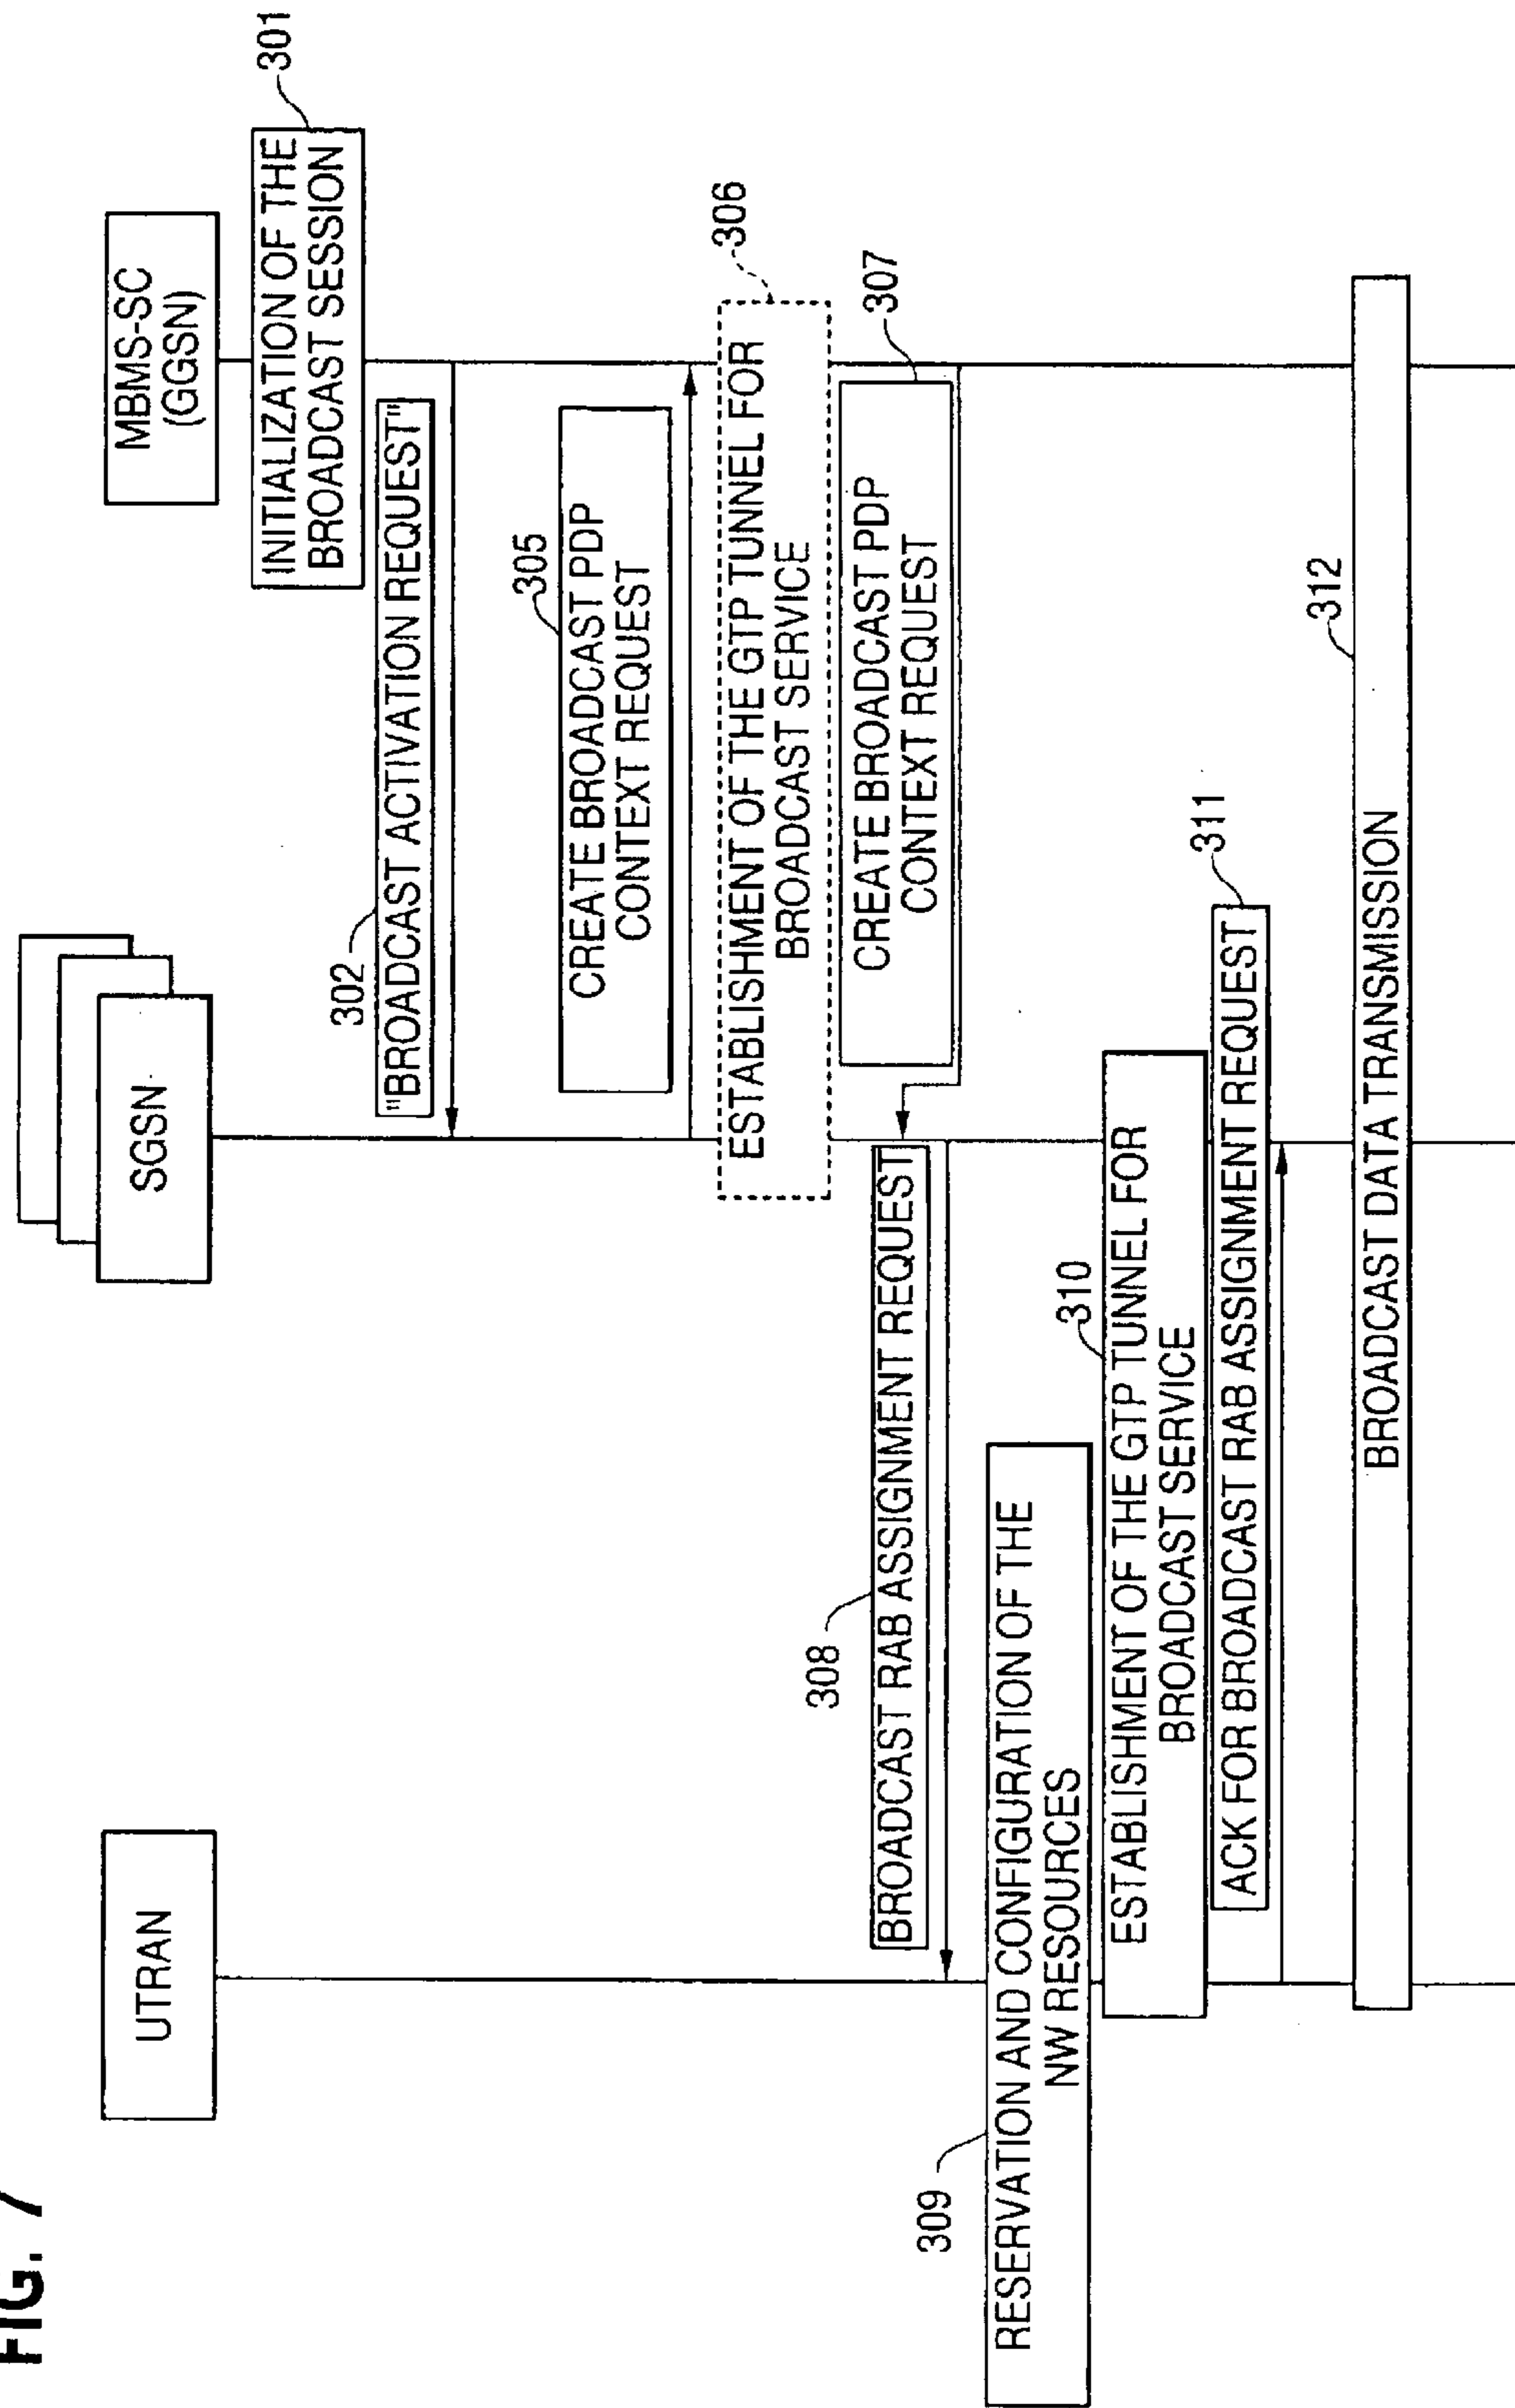 FIG. 7
UTRAN
SGSN
MBMS-SC
(GGSN)
INITIALIZATION OF THE
BROADCAST SESSION
301
302
"BROADCAST ACTIVATION REQUEST"
305
CREATE BROADCAST PDP
CONTEXT REQUEST
306
ESTABLISHMENT OF THE GTP TUNNEL FOR
BROADCAST SERVICE
307
CREATE BROADCAST PDP
CONTEXT REQUEST
308
BROADCAST RAB ASSIGNMENT REQUEST
309
RESERVATION AND CONFIGURATION OF THE
NW RESOURCES
310
ESTABLISHMENT OF THE GTP TUNNEL FOR
BROADCAST SERVICE
311
ACK FOR BROADCAST RAB ASSIGNMENT REQUEST
312
BROADCAST DATA TRANSMISSION